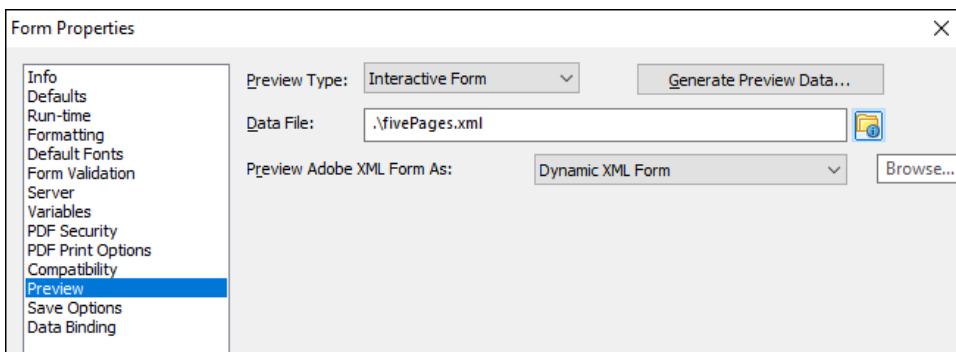 Form Properties
Info
Defaults
Run-time
Formatting
Default Fonts
Form Validation
Server
Variables
PDF Security
PDF Print Options
Compatibility
Preview
Save Options
Data Binding
Preview Type: Interactive Form Generate Preview Data...
Data File: .\fivePages.xml
Preview Adobe XML Form As: Dynamic XML Form Browse...